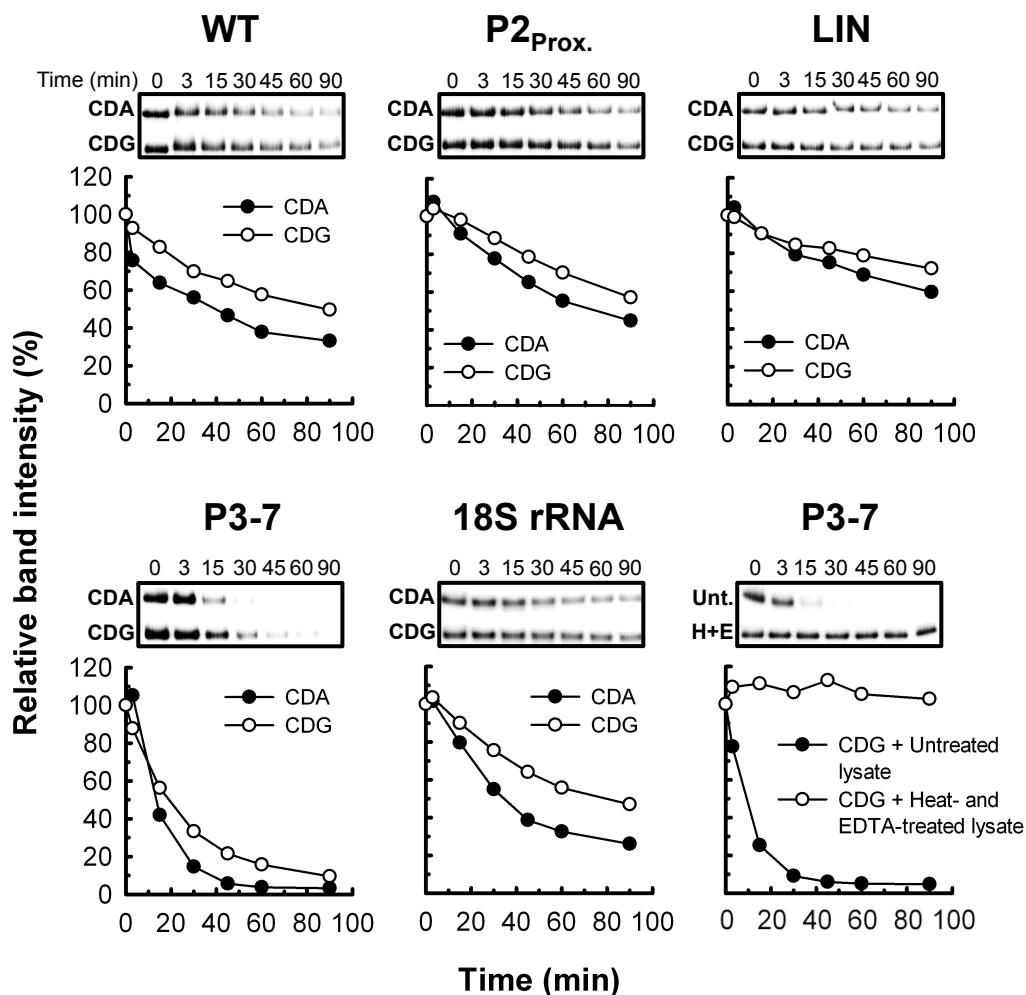 WT
P2Prox.
LIN
Time (min) 0 3 15 30 45 60 90
0 3 15 30 45 60 90
0 3 15 30 45 60 90
CDA
CDG
CDA
CDG
CDA
CDG
120
100
80
60
40
20
0
CDA
CDG
CDA
CDG
CDA
CDG
0 20 40 60 80 100
0 20 40 60 80 100
0 20 40 60 80 100
Relative band intensity (%)
P3-7
18S rRNA
P3-7
0 3 15 30 45 60 90
0 3 15 30 45 60 90
0 3 15 30 45 60 90
CDA
CDG
CDA
CDG
Unt.
H+E
120
100
80
60
40
20
0
CDA
CDG
CDA
CDG
CDG + Untreated
lysate
CDG + Heat- and
EDTA-treated lysate
0 20 40 60 80 100
0 20 40 60 80 100
0 20 40 60 80 100
Time (min)